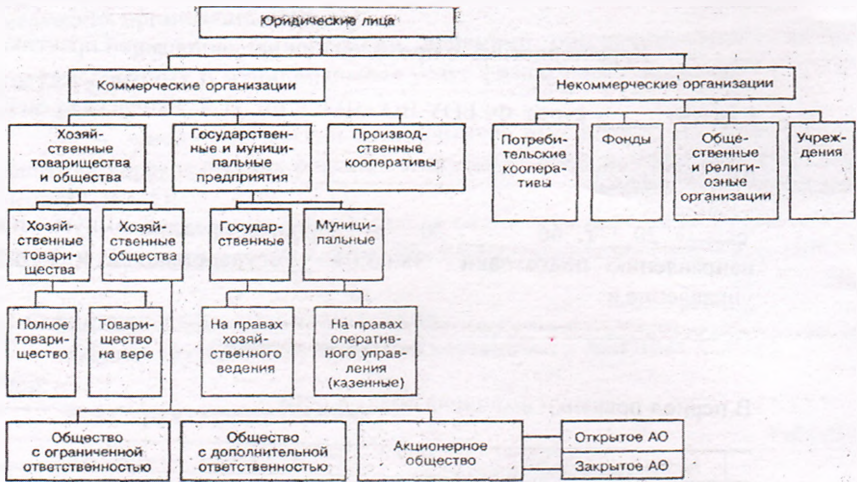 Юридические лица
Коммерческие организации
Некоммерческие организации
Хозяй-
ственные
товарищества
и общества
Государствен-
ные и муници-
пальные
предприятия
Производ-
ственные
кооперативы
Потреби-
тельские
коопера-
тивы
Фонды
Обще-
ственные
и религи-
озные
организации
Учреж-
дения
Хозяй-
ственные
товари-
щества
Хозяй-
ственные
общества
Государ-
ственные
Муници-
пальные
Полное
товари-
щество
Товари-
щество
на вере
На правах
хозяй-
ственного
ведения
На правах
оператив-
ного управ-
ления
(казенные)
Общество
с ограниченной
ответственностью
Общество
с дополнительной
ответственностью
Акционерное
общество
Открытое АО
Закрытое АО